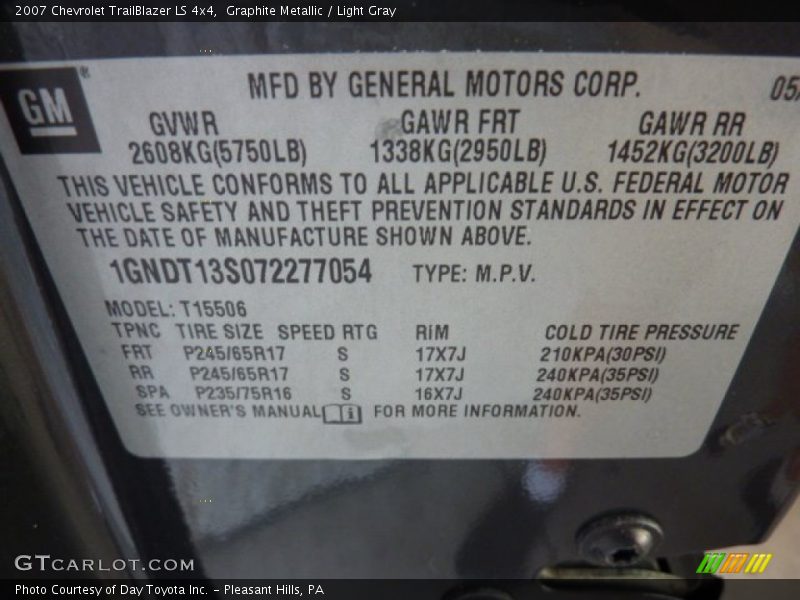 2007 Chevrolet TrailBlazer LS 4x4, Graphite Metallic / Light Gray
GM®
MFD BY GENERAL MOTORS CORP. 05/
GVWR GAWR FRT GAWR RR
2608KG(5750LB) 1338KG(2950LB) 1452KG(3200LB)
THIS VEHICLE CONFORMS TO ALL APPLICABLE U.S. FEDERAL MOTOR
VEHICLE SAFETY AND THEFT PREVENTION STANDARDS IN EFFECT ON
THE DATE OF MANUFACTURE SHOWN ABOVE.
1GNDT13S072277054 TYPE: M.P.V.
MODEL: T15506
TPNC TIRE SIZE SPEED RTG RIM COLD TIRE PRESSURE
FRT P245/65R17 S 17X7J 210KPA(30PSI)
RR P245/65R17 S 17X7J 240KPA(35PSI)
SPA P235/75R16 S 16X7J 240KPA(35PSI)
SEE OWNER'S MANUAL i FOR MORE INFORMATION.
GTCARLOT.COM
Photo Courtesy of Day Toyota Inc. - Pleasant Hills, PA